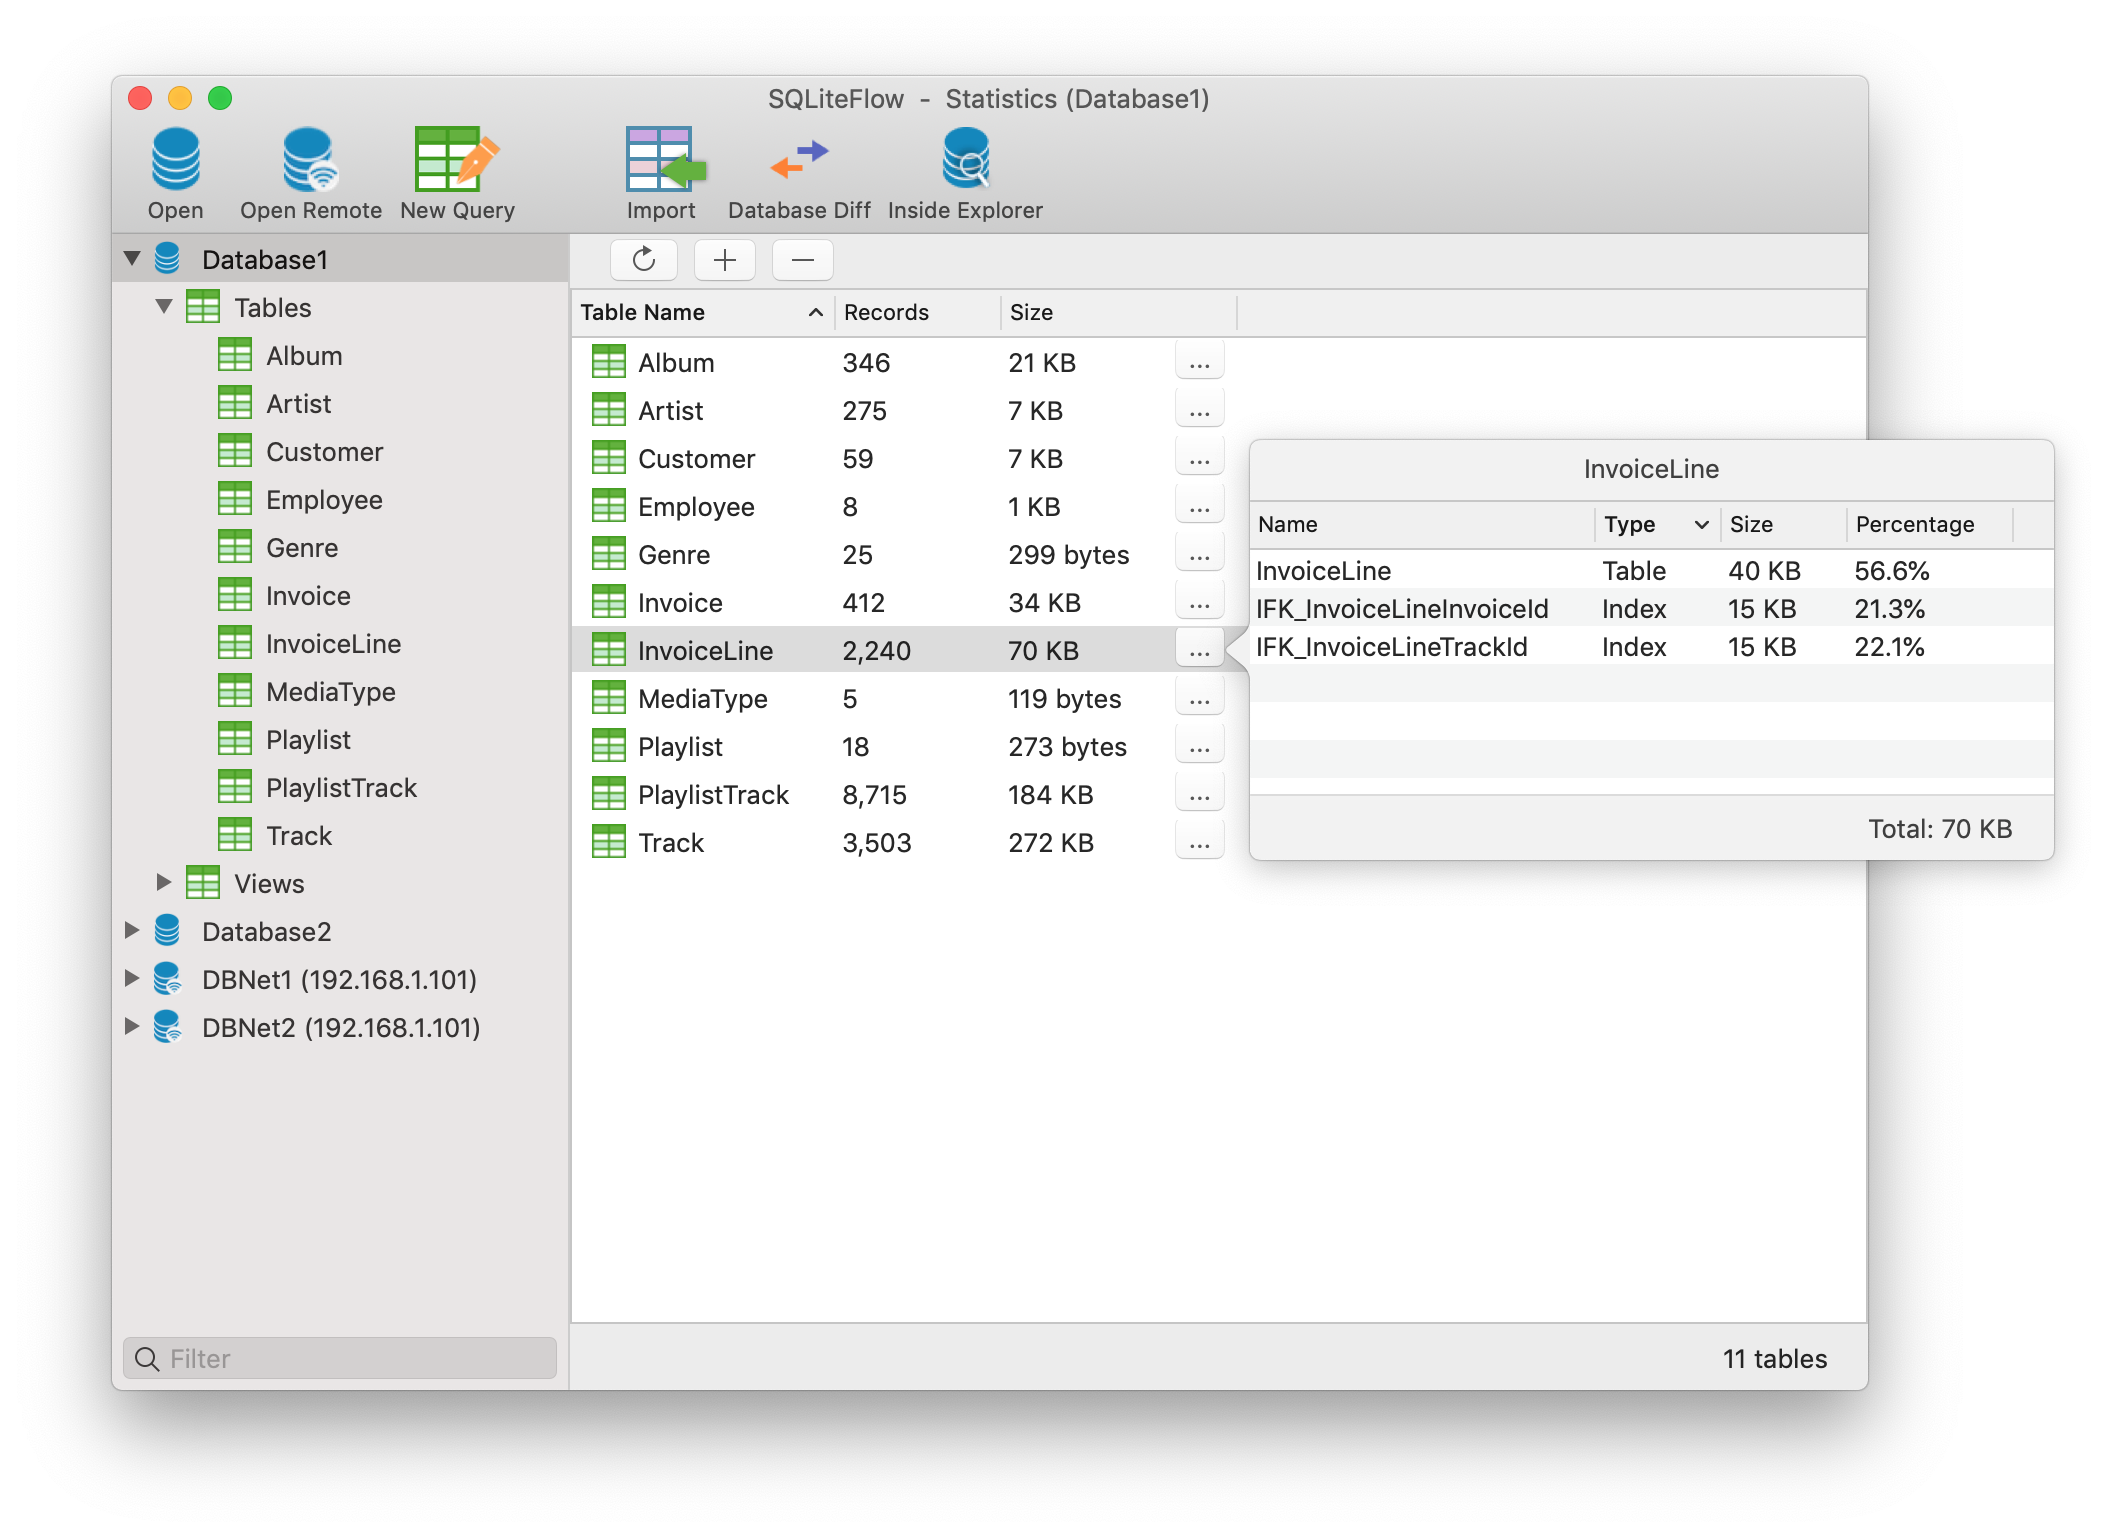 SQLiteFlow - Statistics (Database1)
Open Open Remote New Query Import Database Diff Inside Explorer
Database1
Tables
Album
Artist
Customer
Employee
Genre
Invoice
InvoiceLine
MediaType
Playlist
PlaylistTrack
Track
Views
Database2
DBNet1 (192.168.1.101)
DBNet2 (192.168.1.101)
Filter
Table Name Records Size
Album 346 21 KB ...
Artist 275 7 KB ...
Customer 59 7 KB ...
Employee 8 1 KB ...
Genre 25 299 bytes ...
Invoice 412 34 KB ...
InvoiceLine 2,240 70 KB ...
MediaType 5 119 bytes ...
Playlist 18 273 bytes ...
PlaylistTrack 8,715 184 KB ...
Track 3,503 272 KB ...
InvoiceLine
Name Type Size Percentage
InvoiceLine Table 40 KB 56.6%
IFK_InvoiceLineInvoiceId Index 15 KB 21.3%
IFK_InvoiceLineTrackId Index 15 KB 22.1%
Total: 70 KB
11 tables